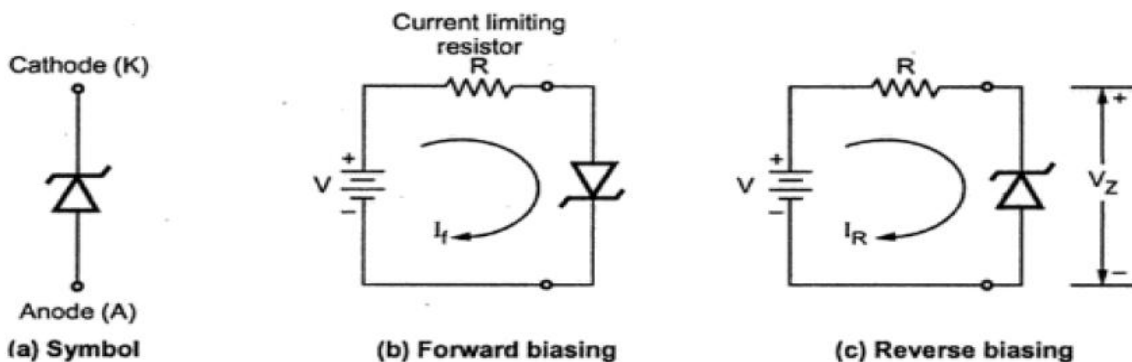 Cathode (K)
Anode (A)
(a) Symbol
Current limiting
resistor
R
+
V
−
I_f
(b) Forward biasing
R
+
V
−
I_R
+
V_Z
−
(c) Reverse biasing